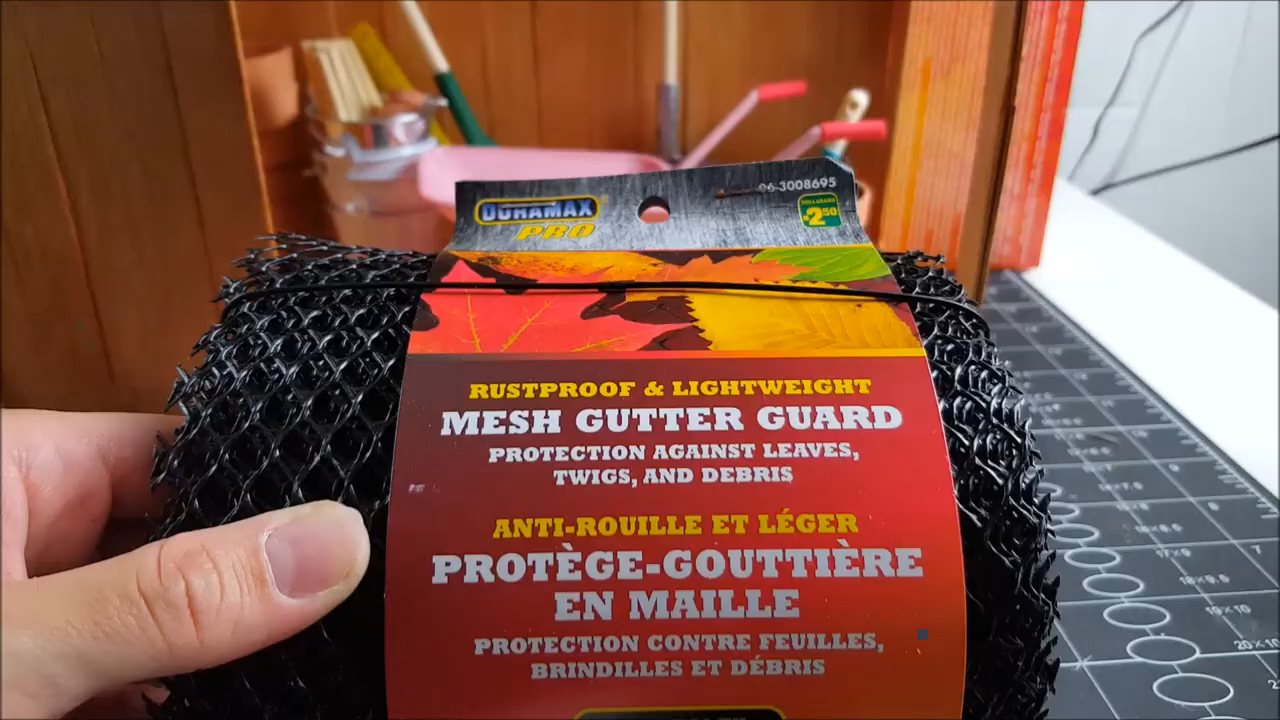 DURAMAX
PRO
06-3008695
DOLLARAMA
$2.50
RUSTPROOF & LIGHTWEIGHT
MESH GUTTER GUARD
PROTECTION AGAINST LEAVES,
TWIGS, AND DEBRIS
ANTI-ROUILLE ET LÉGER
PROTÈGE-GOUTTIÈRE
EN MAILLE
PROTECTION CONTRE FEUILLES,
BRINDILLES ET DÉBRIS
7